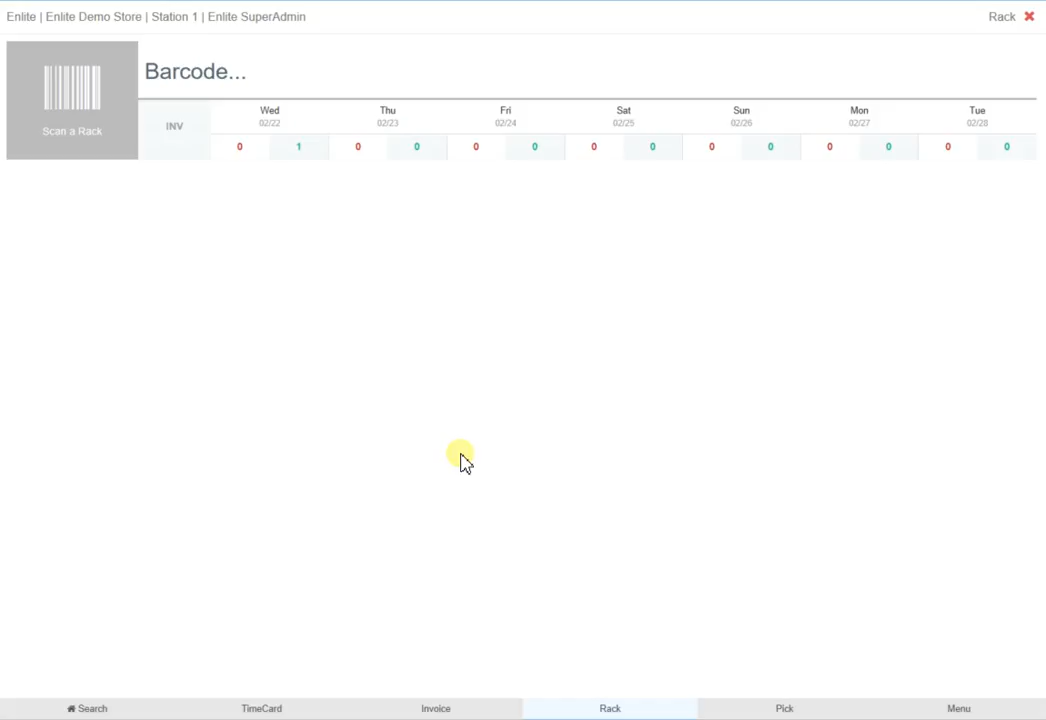 Enlite | Enlite Demo Store | Station 1 | Enlite SuperAdmin
Rack
Scan a Rack
Barcode...
INV
Wed Thu Fri Sat Sun Mon Tue
02/22 02/23 02/24 02/25 02/26 02/27 02/28
0 1 0 0 0 0 0 0 0 0 0 0 0 0
Search TimeCard Invoice Rack Pick Menu